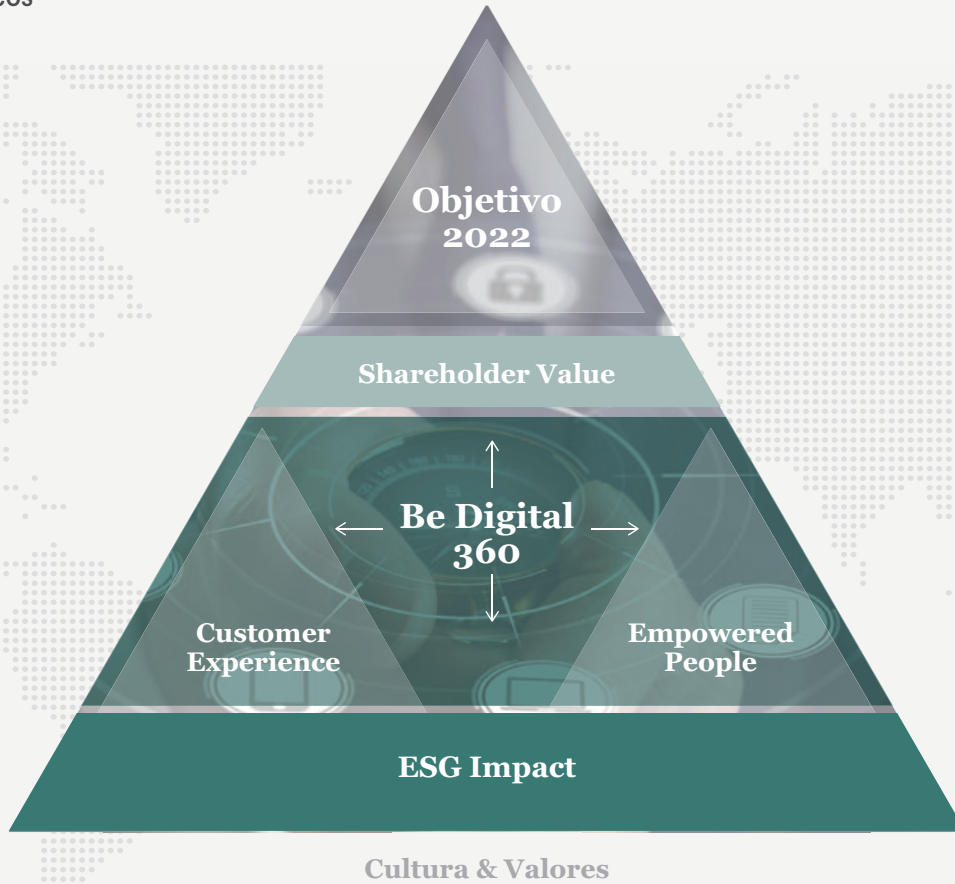 Objetivo
2022
Shareholder Value
Be Digital
360
Customer
Experience
Empowered
People
ESG Impact
Cultura & Valores